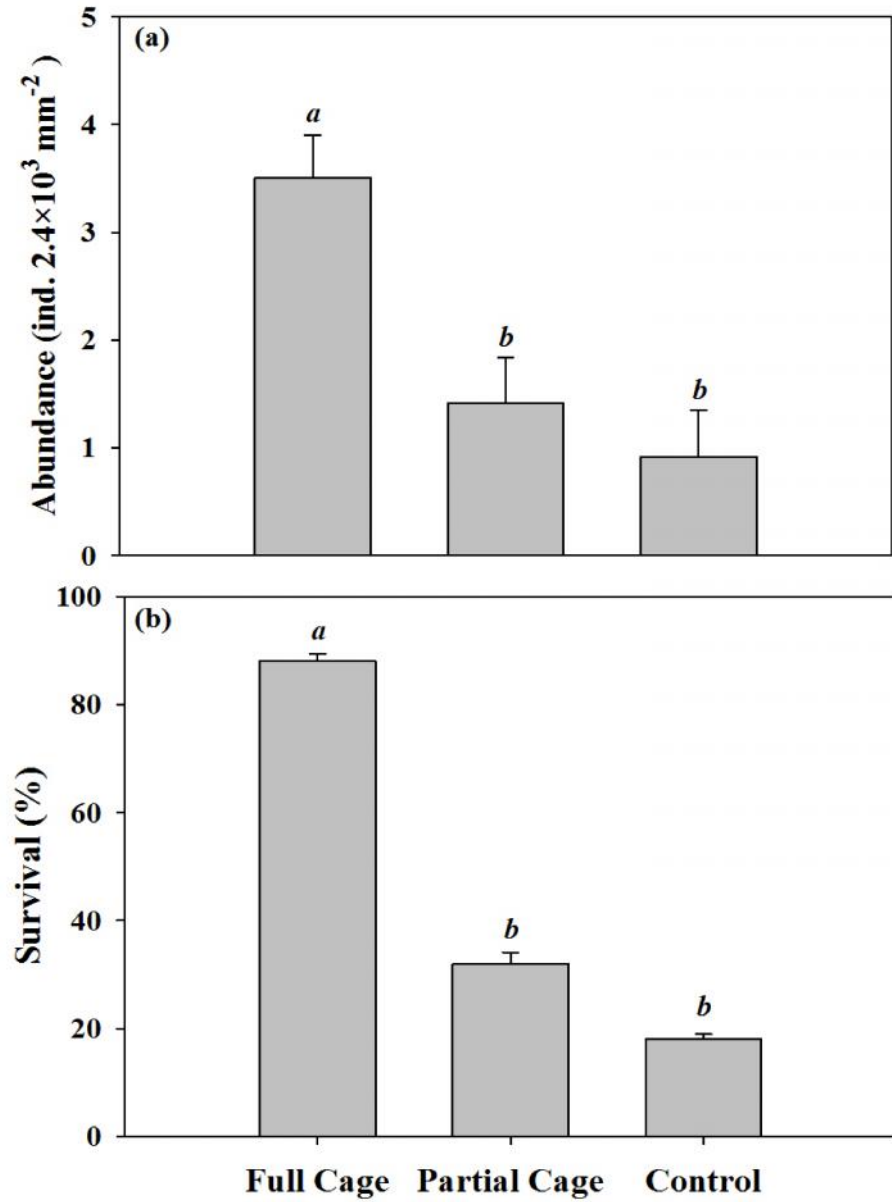 (a)
Abundance (ind. 2.4×10³ mm⁻²)
5
4
3
2
1
0
a
b
b
(b)
Survival (%)
100
80
60
40
20
0
a
b
b
Full Cage Partial Cage Control